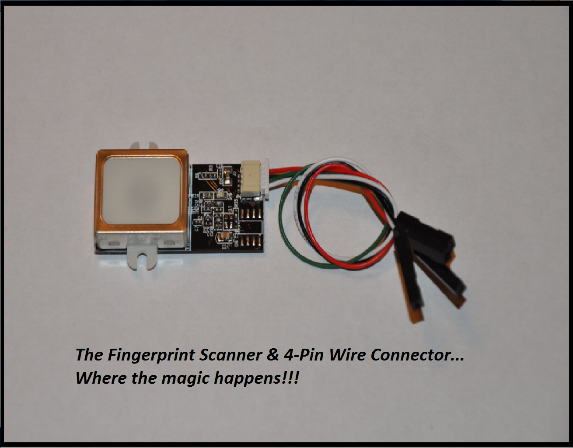 The Fingerprint Scanner & 4-Pin Wire Connector...
Where the magic happens!!!